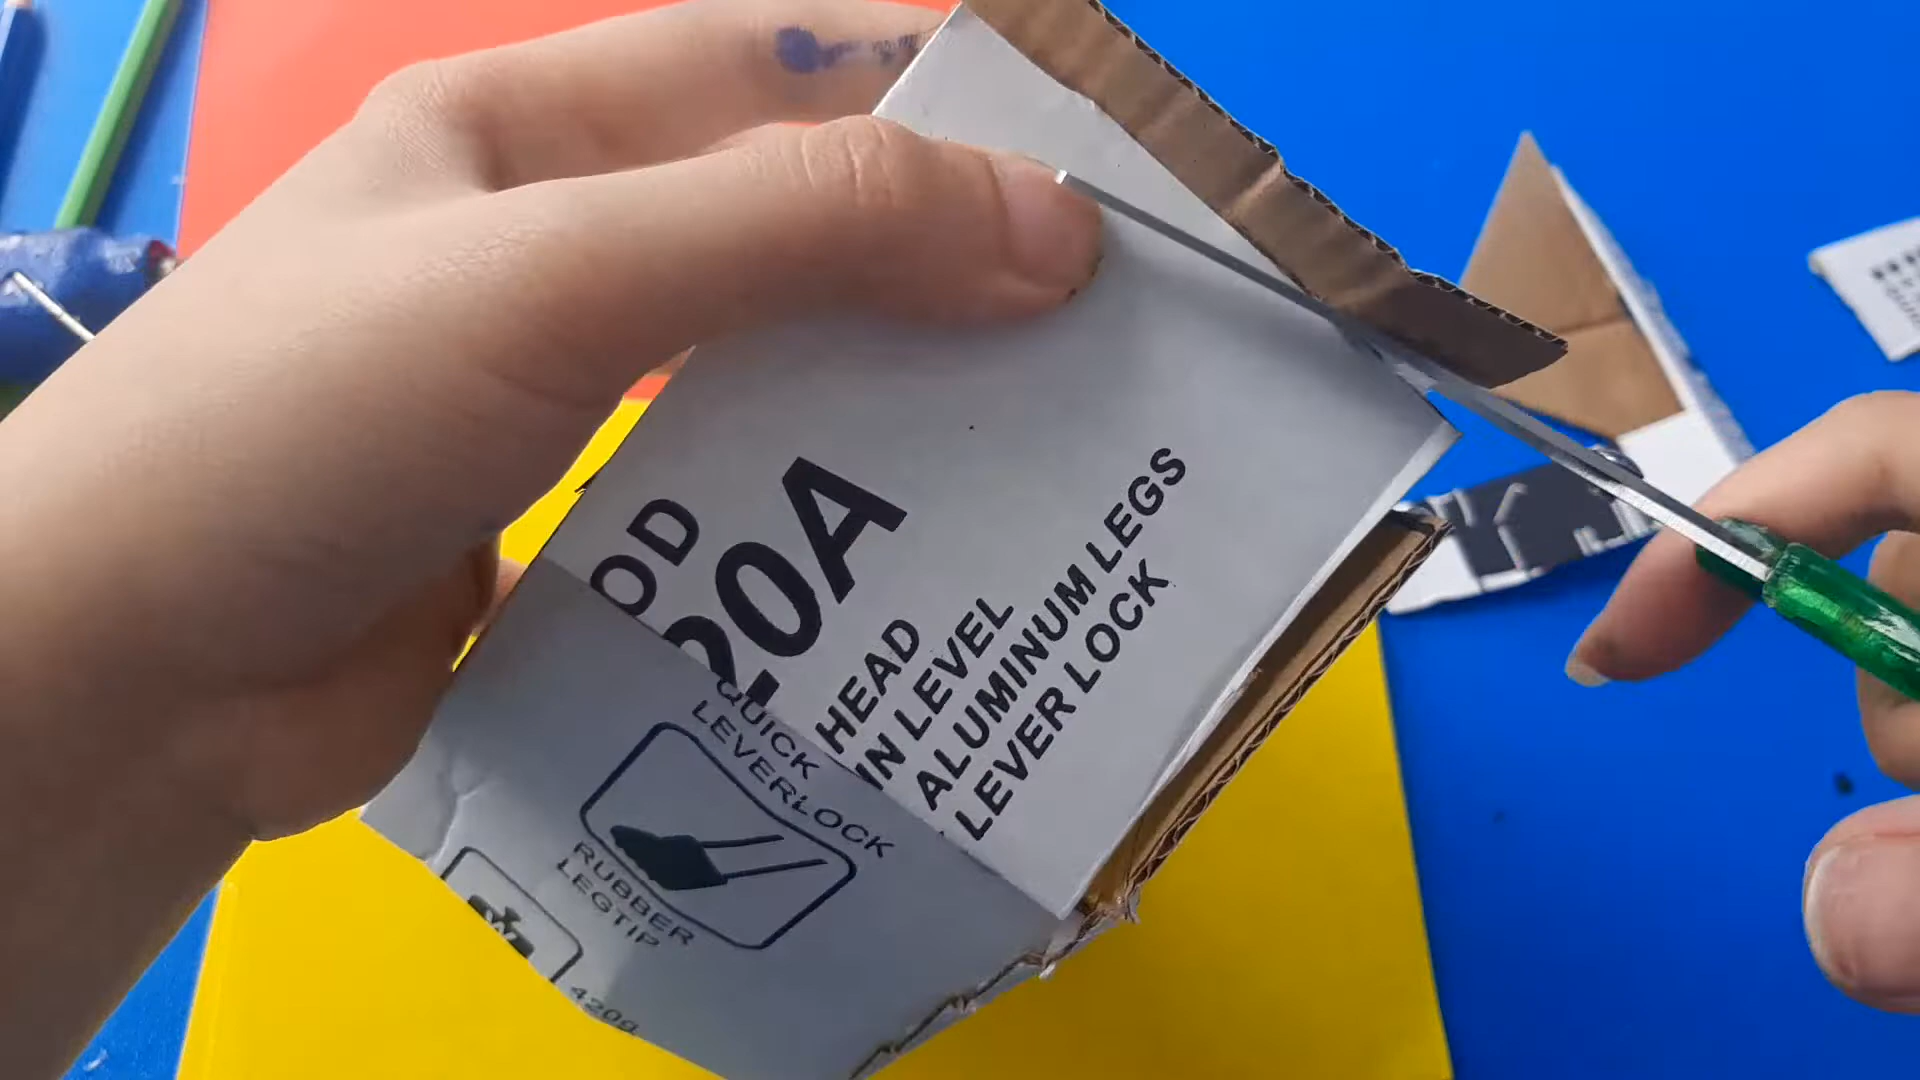 OD
20A
HEAD
IN LEVEL
ALUMINUM LEGS
LEVER LOCK
QUICK
LEVERLOCK
RUBBER
LEGTIP
420g